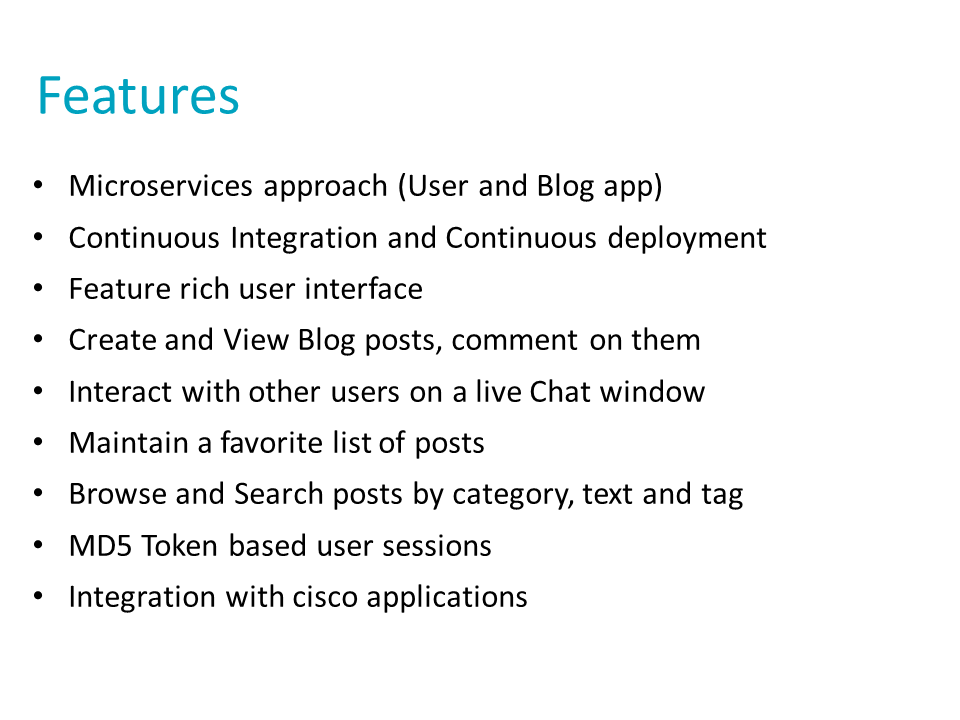 Features
• Microservices approach (User and Blog app)
• Continuous Integration and Continuous deployment
• Feature rich user interface
• Create and View Blog posts, comment on them
• Interact with other users on a live Chat window
• Maintain a favorite list of posts
• Browse and Search posts by category, text and tag
• MD5 Token based user sessions
• Integration with cisco applications